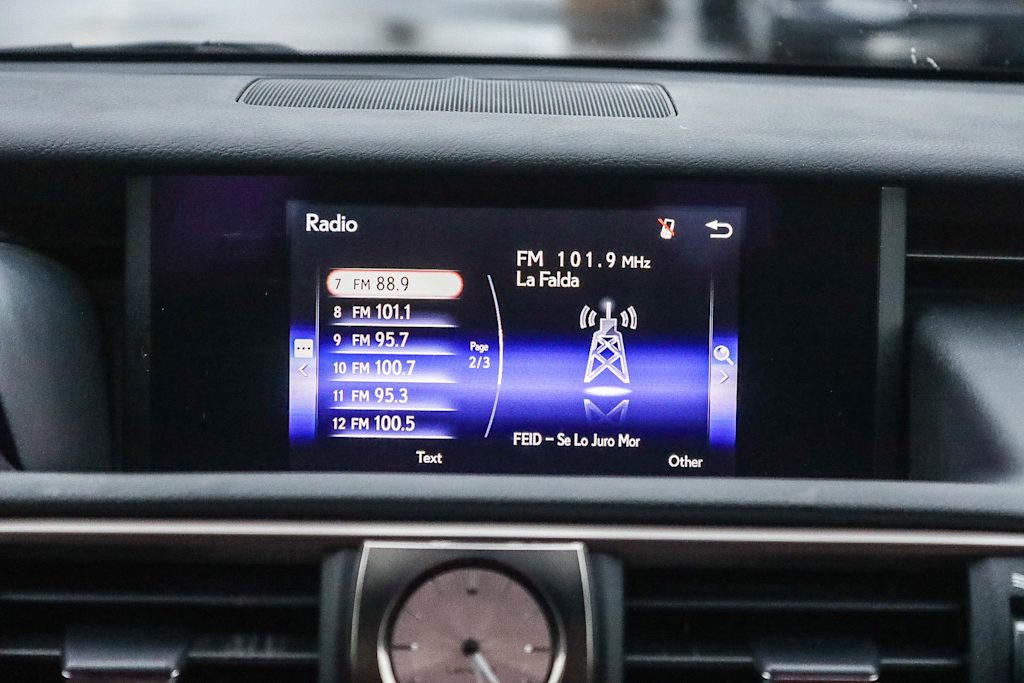 Radio
FM 101.9 MHz
La Falda
7 FM 88.9
8 FM 101.1
9 FM 95.7
10 FM 100.7
11 FM 95.3
12 FM 100.5
Page
2/3
FEID – Se Lo Juro Mor
Text
Other